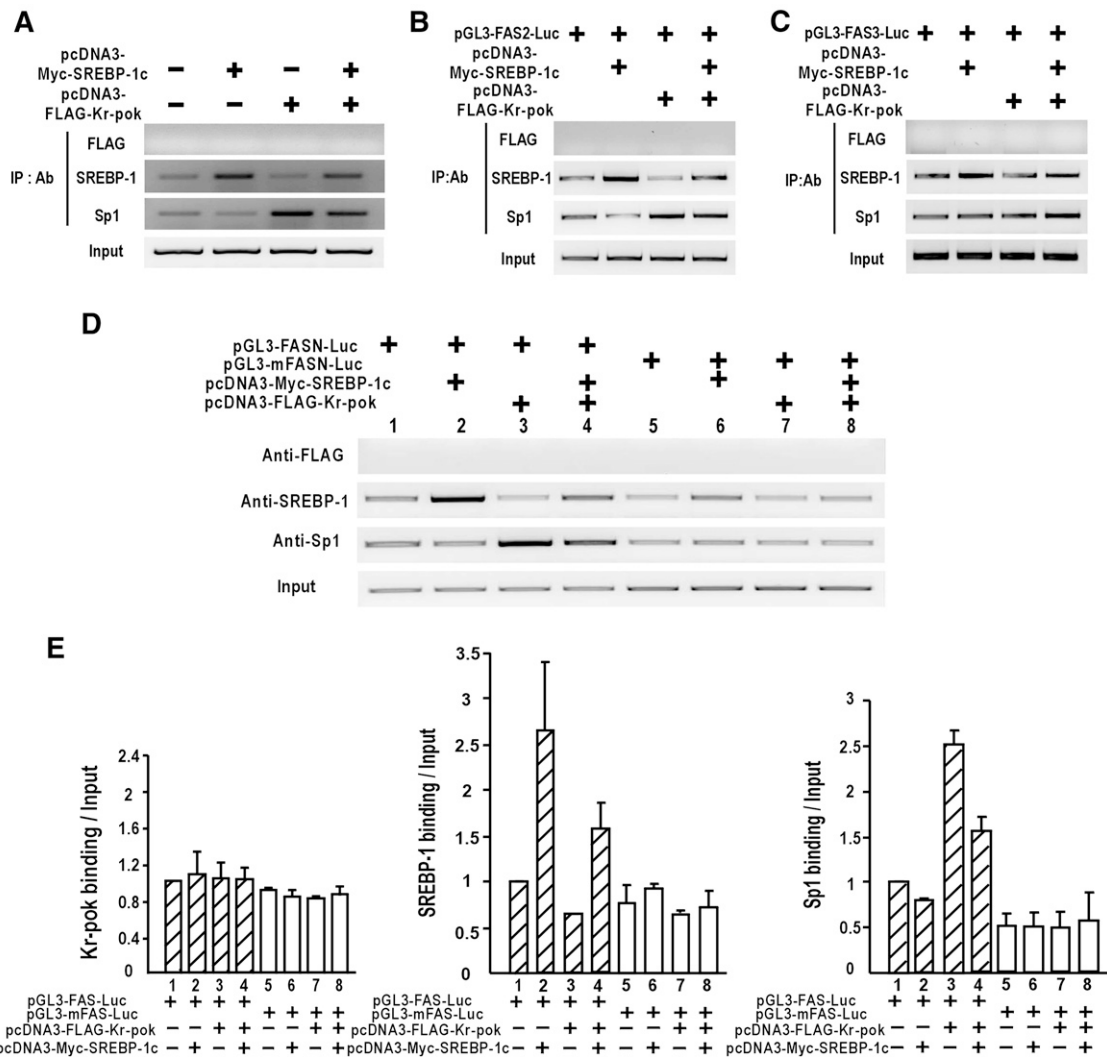 A
pcDNA3-
Myc-SREBP-1c
− + − +
pcDNA3-
FLAG-Kr-pok
− − + +
IP : Ab
FLAG
SREBP-1
Sp1
Input
B
pGL3-FAS2-Luc + + + +
pcDNA3-
Myc-SREBP-1c
+ +
pcDNA3-
FLAG-Kr-pok
+ +
IP:Ab
FLAG
SREBP-1
Sp1
Input
C
pGL3-FAS3-Luc + + + +
pcDNA3-
Myc-SREBP-1c
+ +
pcDNA3-
FLAG-Kr-pok
+ +
IP:Ab
FLAG
SREBP-1
Sp1
Input
D
pGL3-FASN-Luc + + + +
pGL3-mFASN-Luc + + + +
pcDNA3-Myc-SREBP-1c + + + +
pcDNA3-FLAG-Kr-pok + + + +
1 2 3 4 5 6 7 8
Anti-FLAG
Anti-SREBP-1
Anti-Sp1
Input
E
Kr-pok binding / Input
2.4
2
1.6
1.2
0.8
0.4
0
1 2 3 4 5 6 7 8
SREBP-1 binding / Input
3.5
3
2.5
2
1.5
1
0.5
0
1 2 3 4 5 6 7 8
Sp1 binding / Input
3
2.5
2
1.5
1
0.5
0
1 2 3 4 5 6 7 8
pGL3-FAS-Luc + + + +
pGL3-mFAS-Luc + + + +
pcDNA3-FLAG-Kr-pok − − + + − − + +
pcDNA3-Myc-SREBP-1c − + − + − + − +
pGL3-FAS-Luc + + + +
pGL3-mFAS-Luc + + + +
pcDNA3-FLAG-Kr-pok − − + + − − + +
pcDNA3-Myc-SREBP-1c − + − + − + − +
pGL3-FAS-Luc + + + +
pGL3-mFAS-Luc + + + +
pcDNA3-FLAG-Kr-pok − − + + − − + +
pcDNA3-Myc-SREBP-1c − + − + − + − +